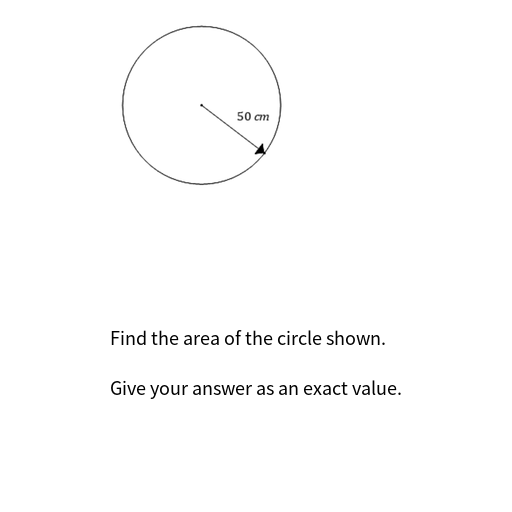 50 cm
Find the area of the circle shown.
Give your answer as an exact value.